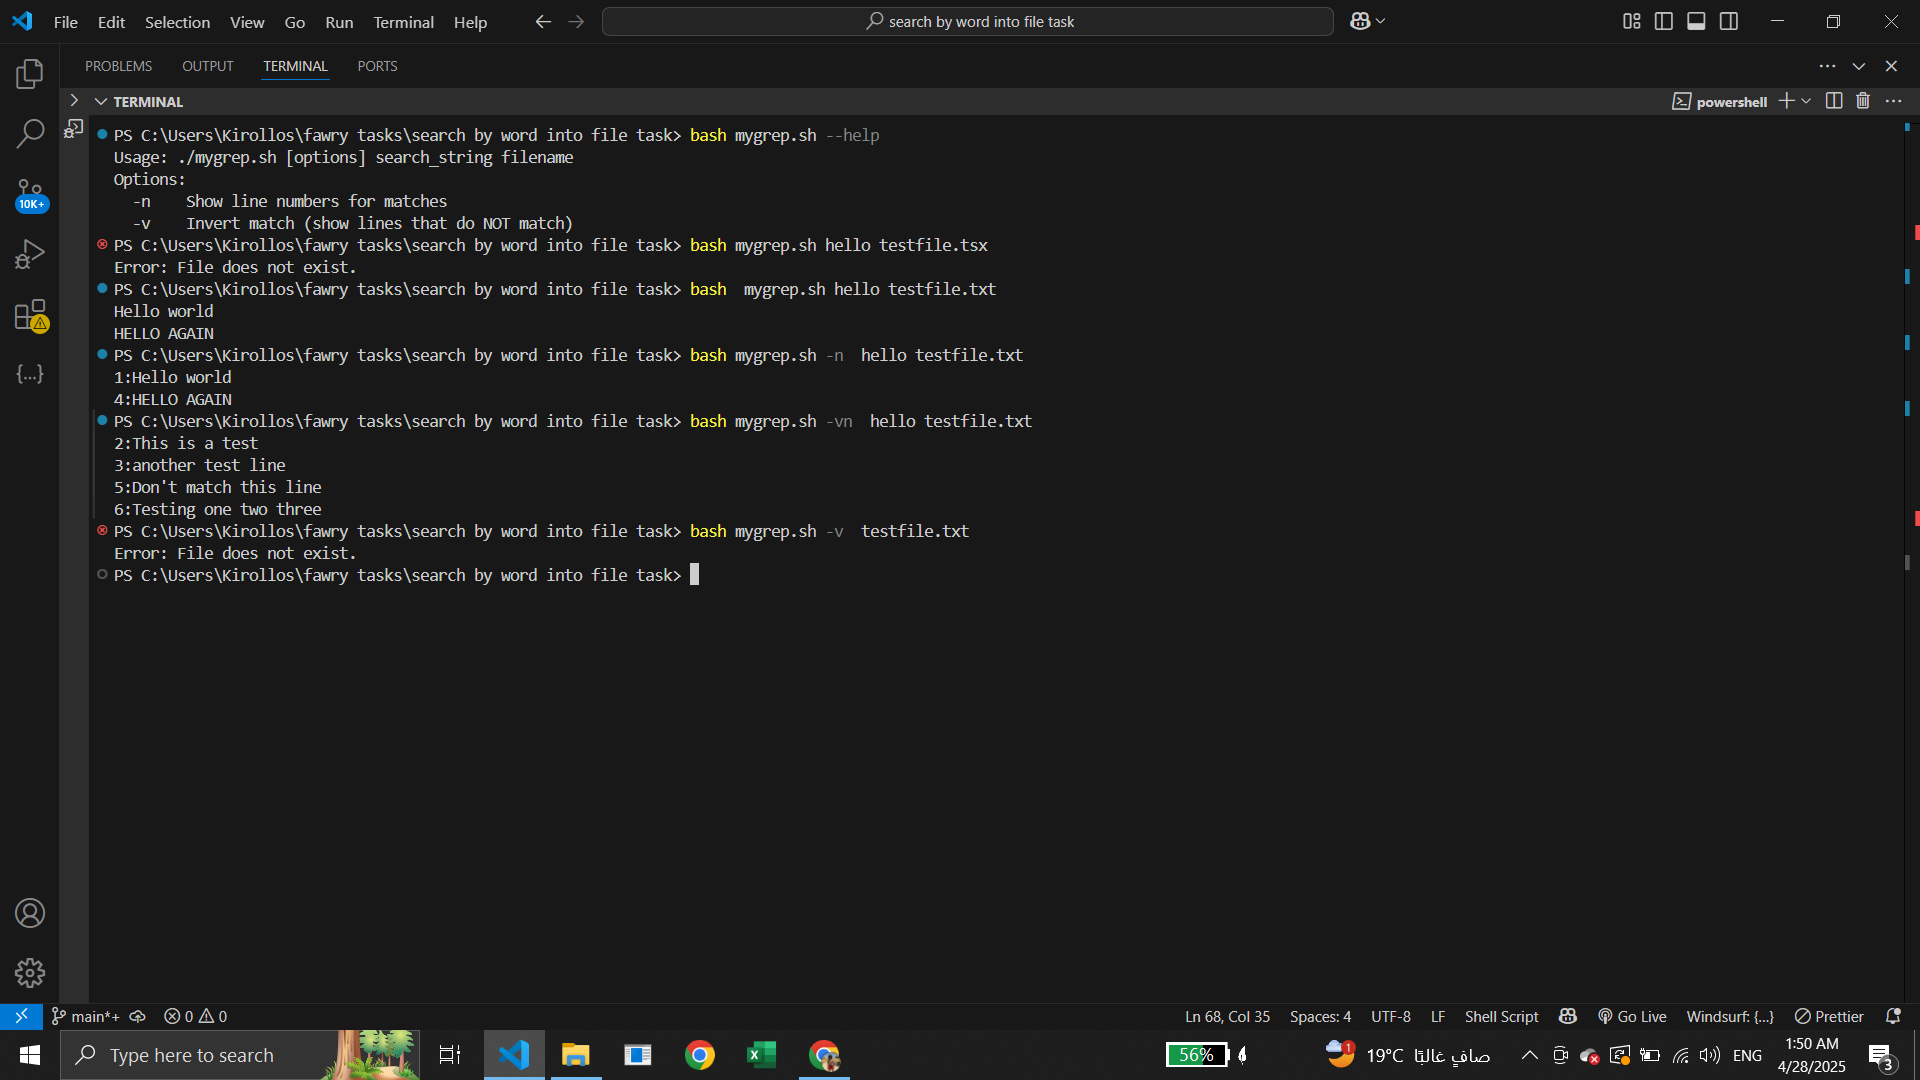 File Edit Selection View Go Run Terminal Help
search by word into file task
PROBLEMS OUTPUT TERMINAL PORTS
TERMINAL
powershell
PS C:\Users\Kirollos\fawry tasks\search by word into file task> bash mygrep.sh --help
Usage: ./mygrep.sh [options] search_string filename
Options:
  -n    Show line numbers for matches
  -v    Invert match (show lines that do NOT match)
PS C:\Users\Kirollos\fawry tasks\search by word into file task> bash mygrep.sh hello testfile.tsx
Error: File does not exist.
PS C:\Users\Kirollos\fawry tasks\search by word into file task> bash  mygrep.sh hello testfile.txt
Hello world
HELLO AGAIN
PS C:\Users\Kirollos\fawry tasks\search by word into file task> bash mygrep.sh -n  hello testfile.txt
1:Hello world
4:HELLO AGAIN
PS C:\Users\Kirollos\fawry tasks\search by word into file task> bash mygrep.sh -vn  hello testfile.txt
2:This is a test
3:another test line
5:Don't match this line
6:Testing one two three
PS C:\Users\Kirollos\fawry tasks\search by word into file task> bash mygrep.sh -v  testfile.txt
Error: File does not exist.
PS C:\Users\Kirollos\fawry tasks\search by word into file task>
10K+
{...}
main*+ 0 0 Ln 68, Col 35 Spaces: 4 UTF-8 LF Shell Script Go Live Windsurf: {...} Prettier
Type here to search
56%
1
19°C صافٍ غالبًا
ENG
1:50 AM
4/28/2025
3